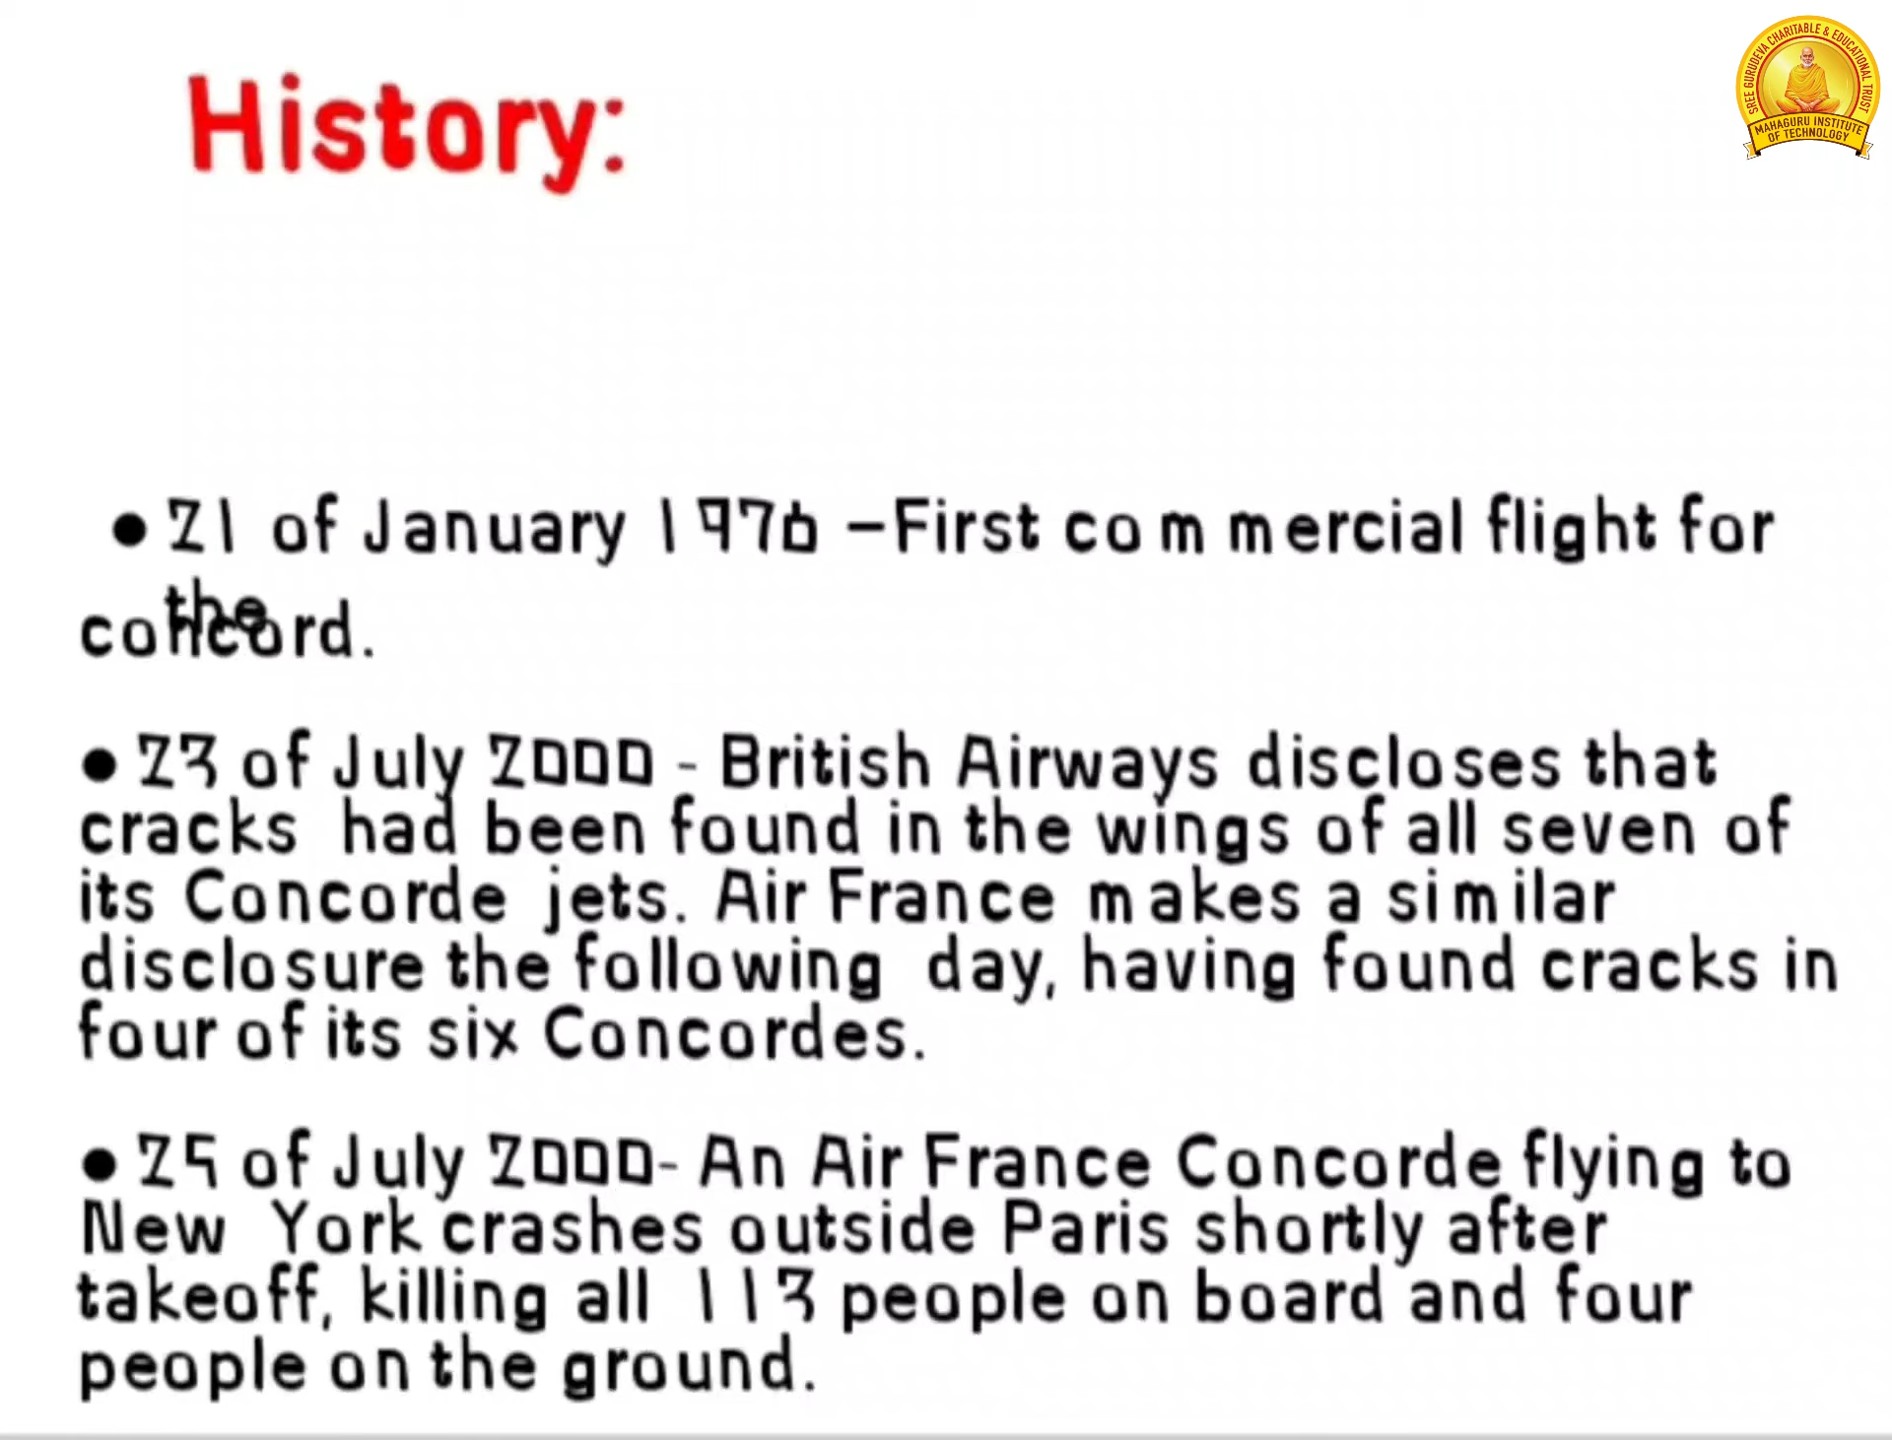 SREE GURUDEVA CHARITABLE & EDUCATIONAL TRUST
MAHAGURU INSTITUTE
OF TECHNOLOGY
History:
● 21 of January 1976 –First commercial flight for
the
concord.
● 23 of July 2000 - British Airways discloses that
cracks had been found in the wings of all seven of
its Concorde jets. Air France makes a similar
disclosure the following day, having found cracks in
four of its six Concordes.
● 25 of July 2000- An Air France Concorde flying to
New York crashes outside Paris shortly after
takeoff, killing all 113 people on board and four
people on the ground.